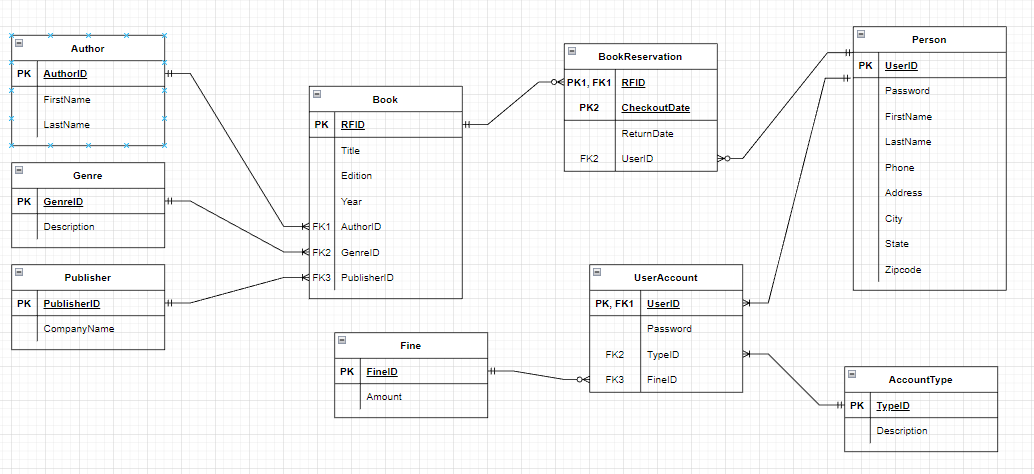 Author
PK AuthorID
FirstName
LastName
Genre
PK GenreID
Description
Publisher
PK PublisherID
CompanyName
Book
PK RFID
Title
Edition
Year
FK1 AuthorID
FK2 GenreID
FK3 PublisherID
Fine
PK FineID
Amount
BookReservation
PK1, FK1 RFID
PK2 CheckoutDate
ReturnDate
FK2 UserID
UserAccount
PK, FK1 UserID
Password
FK2 TypeID
FK3 FineID
Person
PK UserID
Password
FirstName
LastName
Phone
Address
City
State
Zipcode
AccountType
PK TypeID
Description